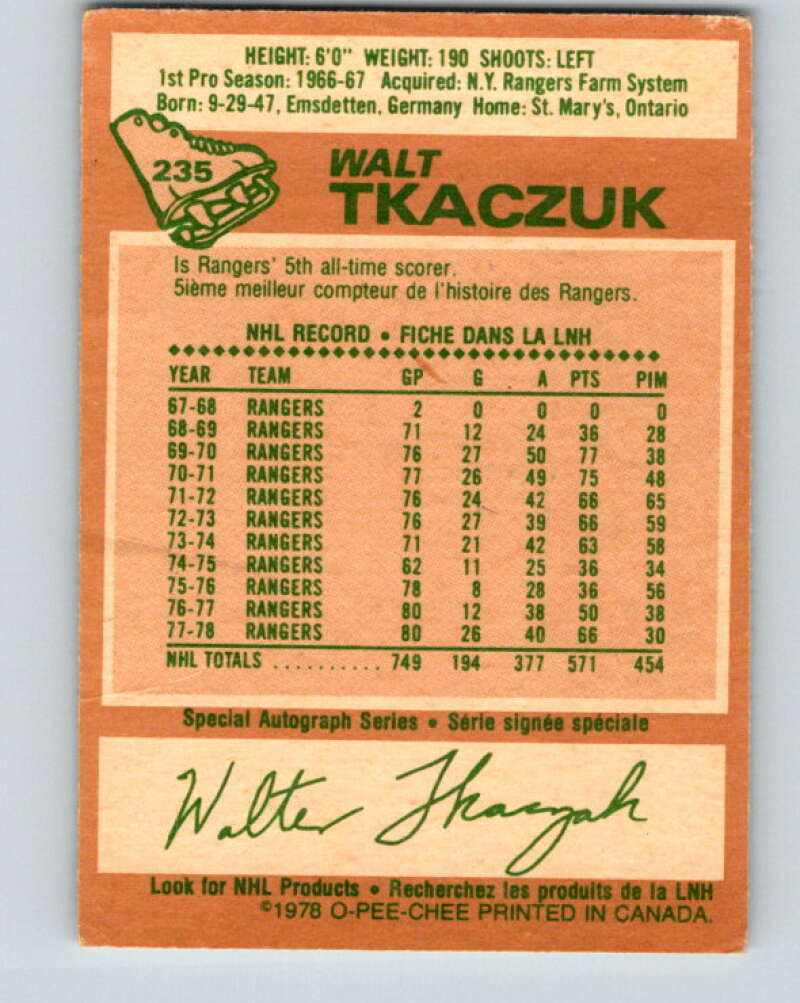 HEIGHT: 6'0" WEIGHT: 190 SHOOTS: LEFT
1st Pro Season: 1966-67 Acquired: N.Y. Rangers Farm System
Born: 9-29-47, Emsdetten, Germany Home: St. Mary's, Ontario
235
WALT
TKACZUK
Is Rangers' 5th all-time scorer.
5ième meilleur compteur de l'histoire des Rangers.
NHL RECORD • FICHE DANS LA LNH
YEAR TEAM GP G A PTS PIM
67-68 RANGERS 2 0 0 0 0
68-69 RANGERS 71 12 24 36 28
69-70 RANGERS 76 27 50 77 38
70-71 RANGERS 77 26 49 75 48
71-72 RANGERS 76 24 42 66 65
72-73 RANGERS 76 27 39 66 59
73-74 RANGERS 71 21 42 63 58
74-75 RANGERS 62 11 25 36 34
75-76 RANGERS 78 8 28 36 56
76-77 RANGERS 80 12 38 50 38
77-78 RANGERS 80 26 40 66 30
NHL TOTALS .......... 749 194 377 571 454
Special Autograph Series • Série signée spéciale
Walter Tkaczuk
Look for NHL Products • Recherchez les produits de la LNH
©1978 O-PEE-CHEE PRINTED IN CANADA.